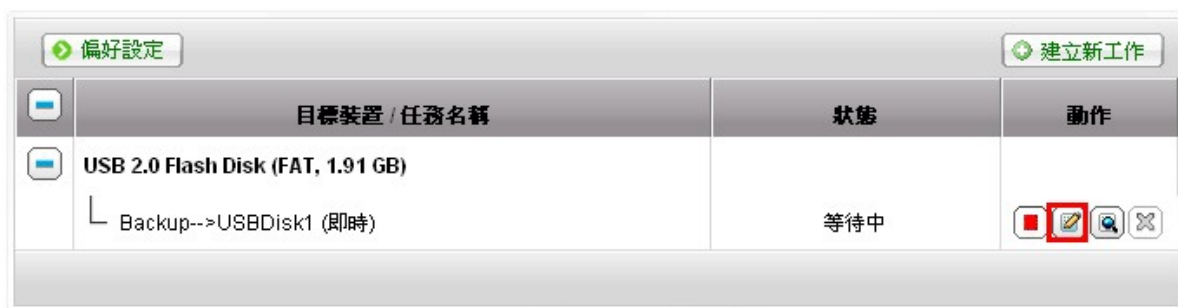 偏好設定
建立新工作
目標裝置 / 任務名稱 狀態 動作
USB 2.0 Flash Disk (FAT, 1.91 GB)
Backup-->USBDisk1 (即時) 等待中